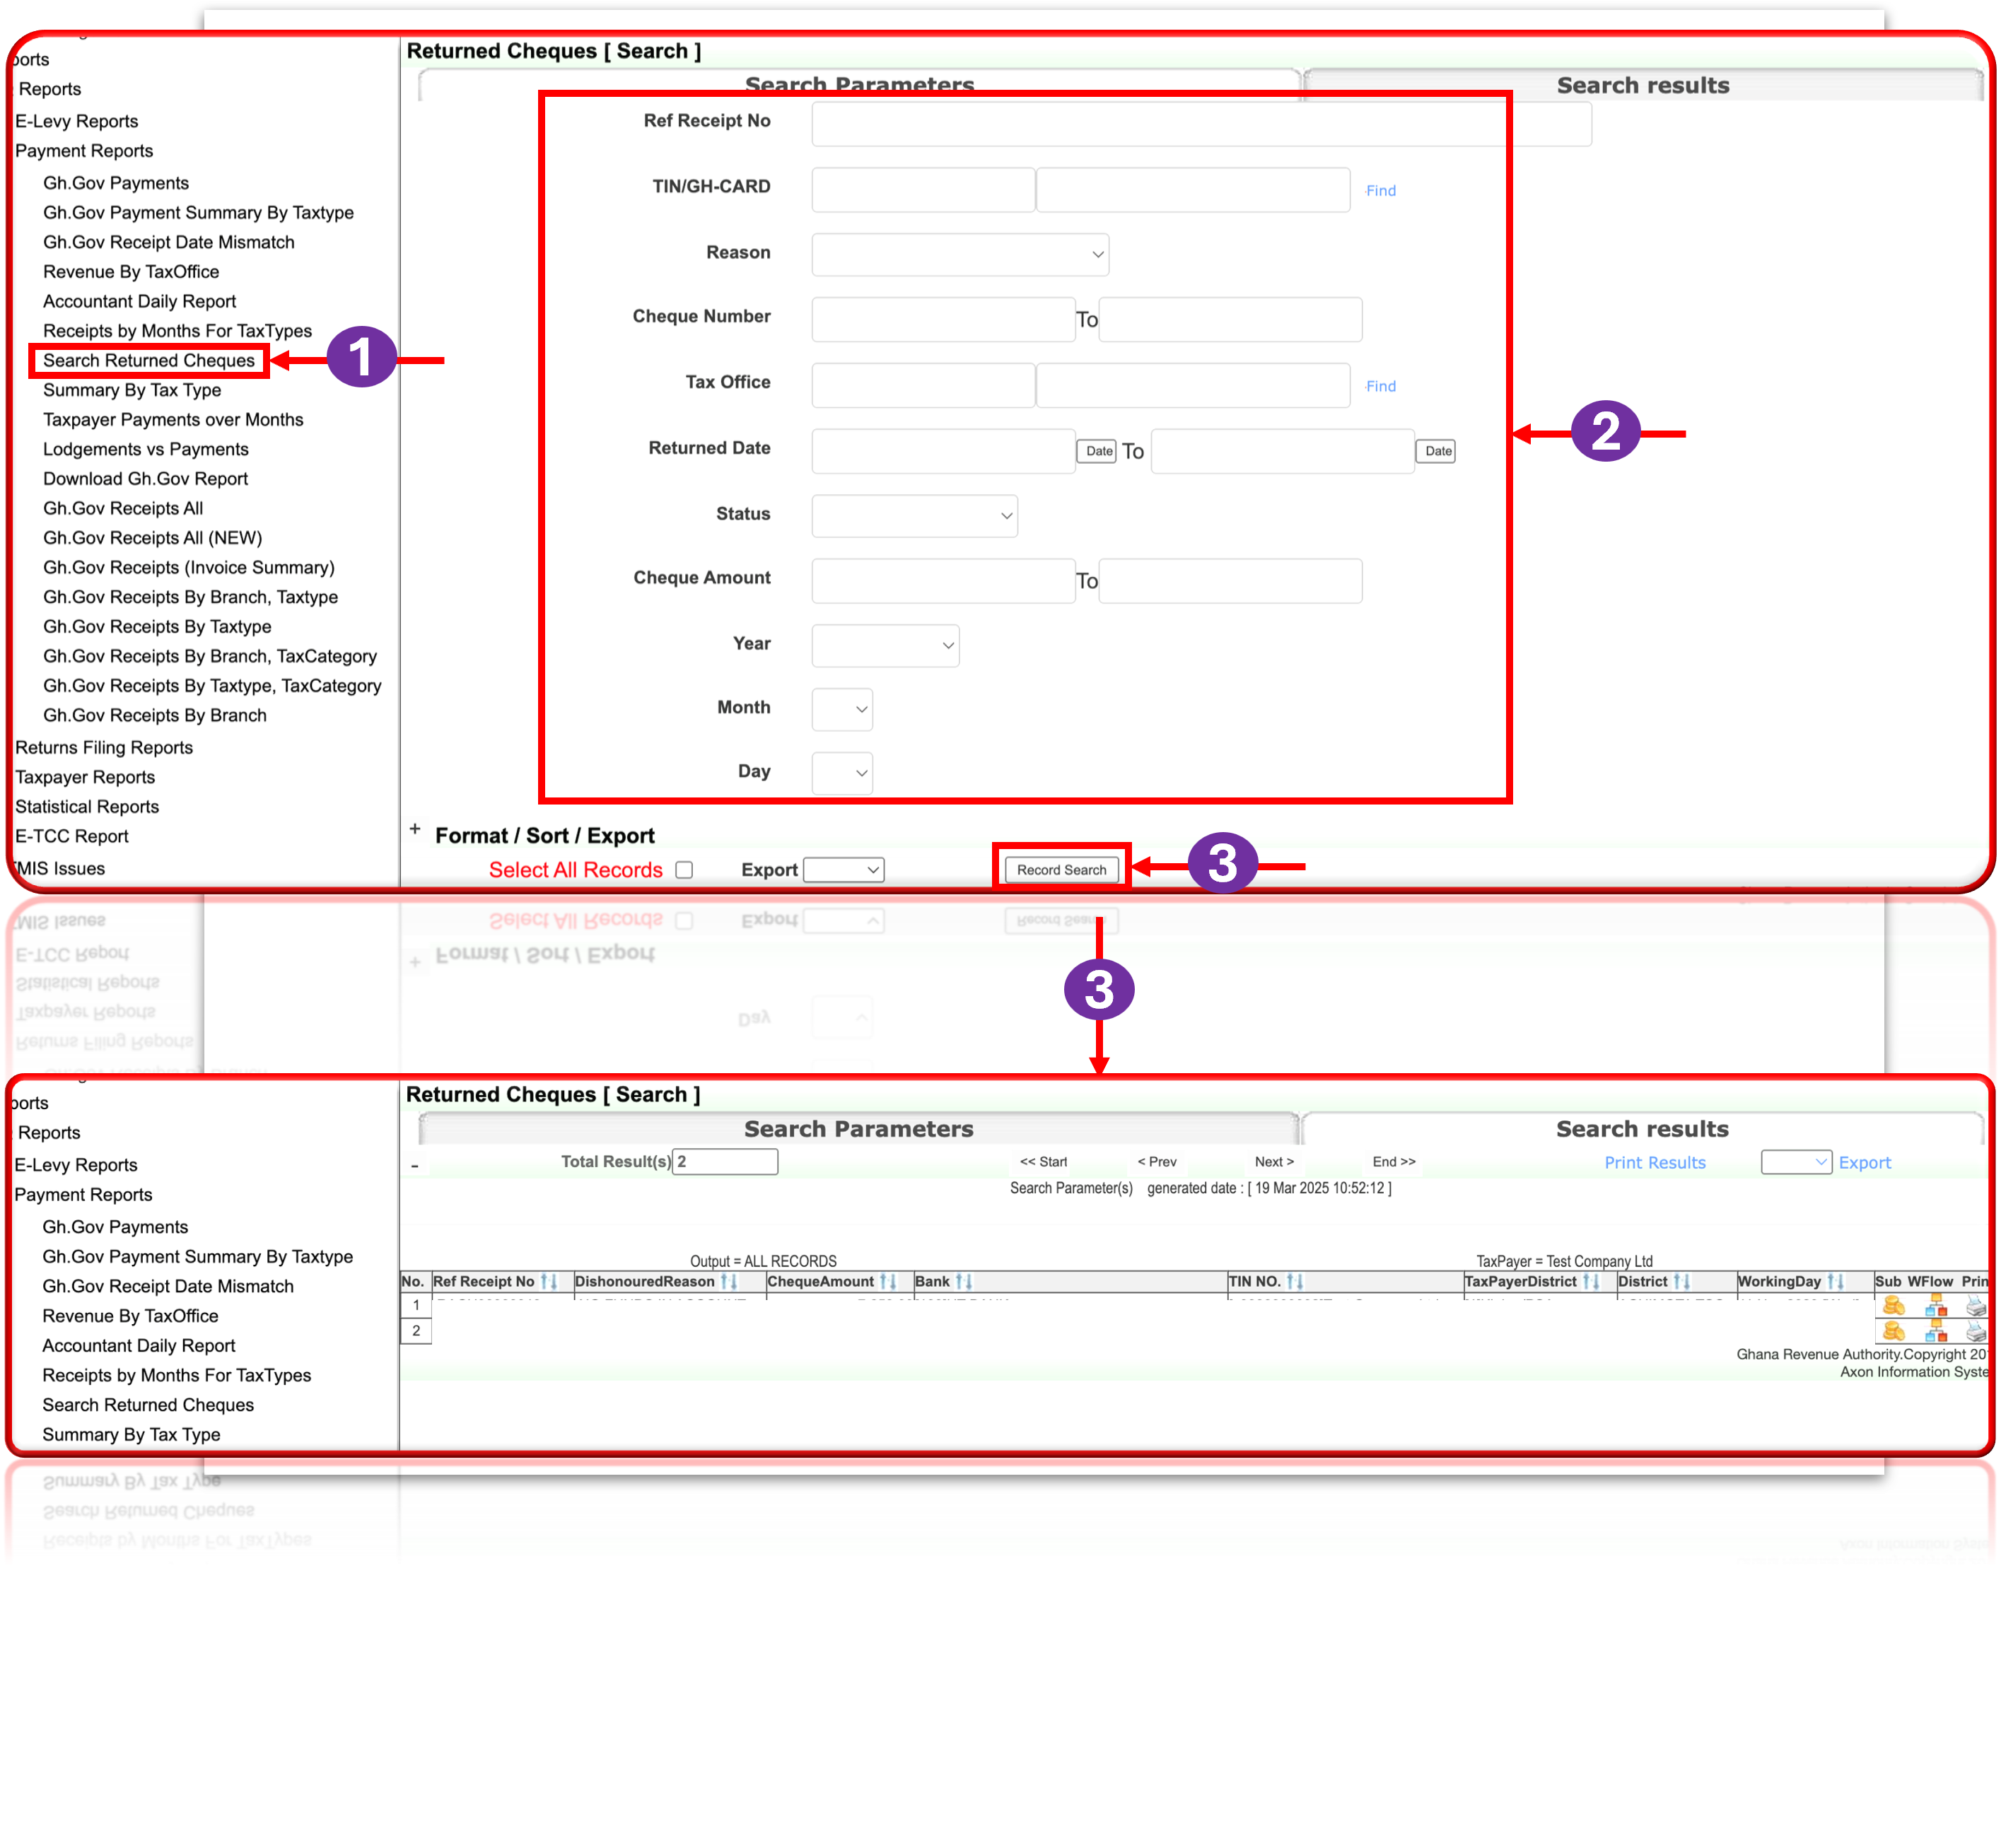 Returned Cheques [ Search ]
Search Parameters
Search results
Reports
E-Levy Reports
Payment Reports
Gh.Gov Payments
Gh.Gov Payment Summary By Taxtype
Gh.Gov Receipt Date Mismatch
Revenue By TaxOffice
Accountant Daily Report
Receipts by Months For TaxTypes
Search Returned Cheques
Summary By Tax Type
Taxpayer Payments over Months
Lodgements vs Payments
Download Gh.Gov Report
Gh.Gov Receipts All
Gh.Gov Receipts All (NEW)
Gh.Gov Receipts (Invoice Summary)
Gh.Gov Receipts By Branch, Taxtype
Gh.Gov Receipts By Taxtype
Gh.Gov Receipts By Branch, TaxCategory
Gh.Gov Receipts By Taxtype, TaxCategory
Gh.Gov Receipts By Branch
Returns Filing Reports
Taxpayer Reports
Statistical Reports
E-TCC Report
MIS Issues
1
Ref Receipt No
TIN/GH-CARD Find
Reason
Cheque Number To
Tax Office Find
Returned Date Date To Date
Status
Cheque Amount To
Year
Month
Day
2
+ Format / Sort / Export
Select All Records Export Record Search
3
3
Returned Cheques [ Search ]
Search Parameters
Search results
Reports
E-Levy Reports
Payment Reports
Gh.Gov Payments
Gh.Gov Payment Summary By Taxtype
Gh.Gov Receipt Date Mismatch
Revenue By TaxOffice
Accountant Daily Report
Receipts by Months For TaxTypes
Search Returned Cheques
Summary By Tax Type
- Total Result(s) 2 << Start < Prev Next > End >> Print Results Export
Search Parameter(s) generated date : [ 19 Mar 2025 10:52:12 ]
Output = ALL RECORDS TaxPayer = Test Company Ltd
No. Ref Receipt No DishonouredReason ChequeAmount Bank TIN NO. TaxPayerDistrict District WorkingDay Sub WFlow Prin
1
2
Ghana Revenue Authority.Copyright 201
Axon Information Syste